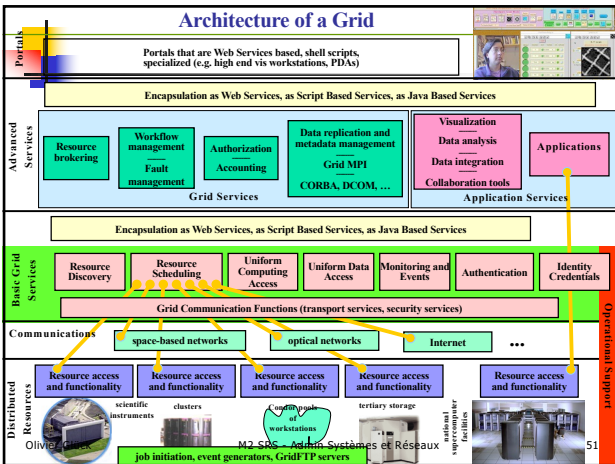 Architecture of a Grid
Portals
Portals that are Web Services based, shell scripts,
specialized (e.g. high end vis workstations, PDAs)
Encapsulation as Web Services, as Script Based Services, as Java Based Services
Advanced
Services
Resource
brokering
Workflow
management
Fault
management
Authorization
Accounting
Data replication and
metadata management
Grid MPI
CORBA, DCOM, …
Grid Services
Visualization
Data analysis
Data integration
Collaboration tools
Applications
Application Services
Encapsulation as Web Services, as Script Based Services, as Java Based Services
Basic Grid
Services
Resource
Discovery
Resource
Scheduling
Uniform
Computing
Access
Uniform Data
Access
Monitoring and
Events
Authentication
Identity
Credentials
Grid Communication Functions (transport services, security services)
Operational Support
Communications
space-based networks
optical networks
Internet
...
Distributed
Resources
Resource access
and functionality
Resource access
and functionality
Resource access
and functionality
Resource access
and functionality
Resource access
and functionality
scientific
instruments
clusters
Condor pools
of
workstations
tertiary storage
national
supercomputer
facilities
job initiation, event generators, GridFTP servers
Olivier Glück
M2 SRS - Admin Systèmes et Réseaux
51